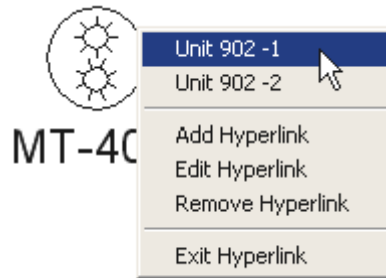 Unit 902 -1
Unit 902 -2
MT-40
Add Hyperlink
Edit Hyperlink
Remove Hyperlink
Exit Hyperlink